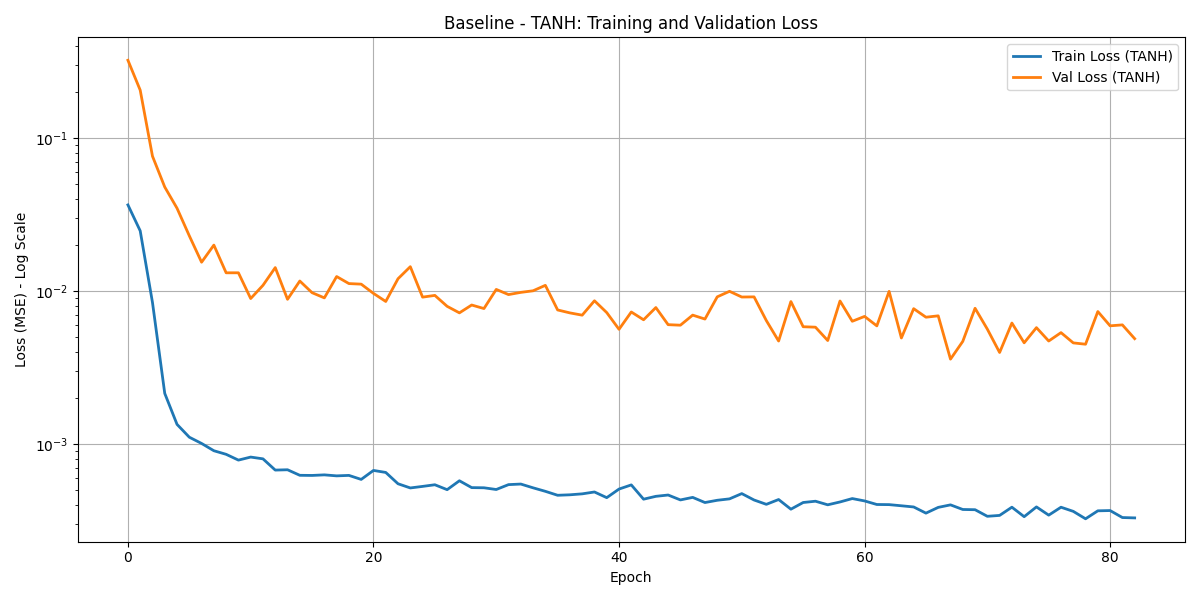 Baseline - TANH: Training and Validation Loss
Train Loss (TANH)
Val Loss (TANH)
Loss (MSE) - Log Scale
10⁻¹
10⁻²
10⁻³
0 20 40 60 80
Epoch